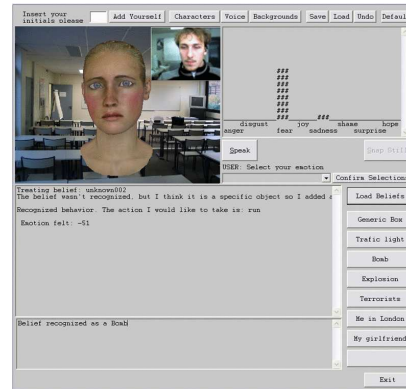 Insert your
initials please
Add Yourself
Characters
Voice
Backgrounds
Save
Load
Undo
Defaul
###
###
###
###
###
###
###
### ###
disgust joy shame hope
anger fear sadness surprise
Speak
Snap Still
USER: Select your emotion
Confirm Selections
Treating belief: unknown002
The belief wasn't recognized, but I think it is a specific object so I added a
Recognized behavior. The action I would like to take is: run
Emotion felt: -51
Load Beliefs
Generic Box
Trafic light
Bomb
Explosion
Terrorists
Me in London
My girlfriend
Belief recognized as a Bomb
Exit